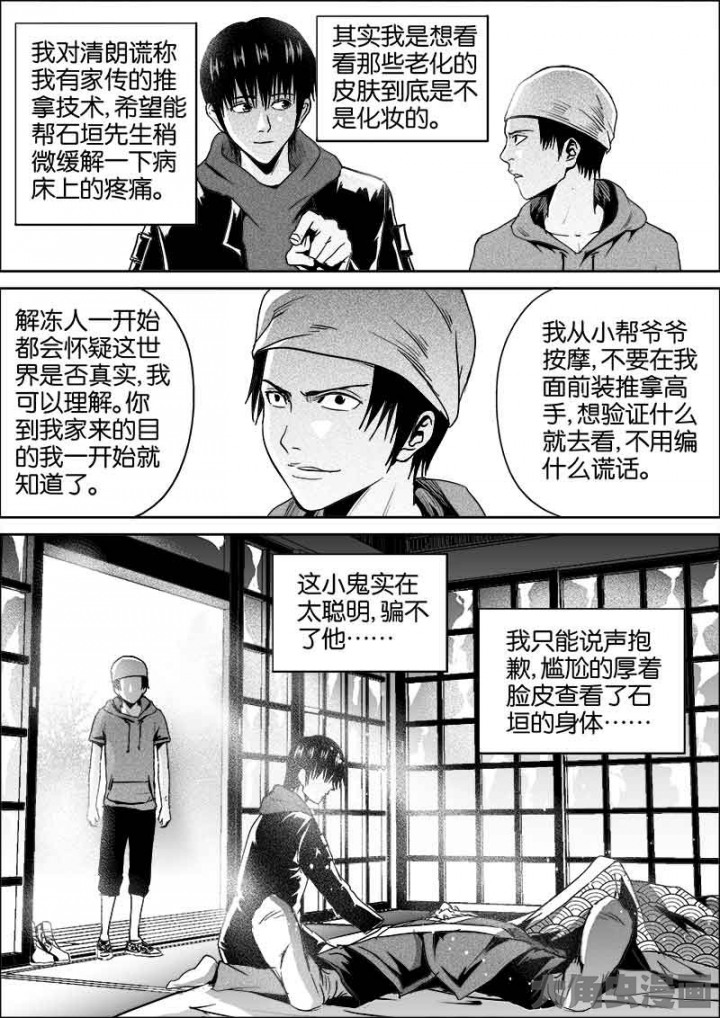 我对清朗谎称
我有家传的推
拿技术,希望能
帮石垣先生稍
微缓解一下病
床上的疼痛。
其实我是想看
看那些老化的
皮肤到底是不
是化妆的。
解冻人一开始
都会怀疑这世
界是否真实,我
可以理解。你
到我家来的目
的我一开始就
知道了。
我从小帮爷爷
按摩,不要在我
面前装推拿高
手,想验证什么
就去看,不用编
什么谎话。
这小鬼实在
太聪明,骗不
了他……
我只能说声抱
歉,尴尬的厚着
脸皮查看了石
垣的身体……
大角虫漫画